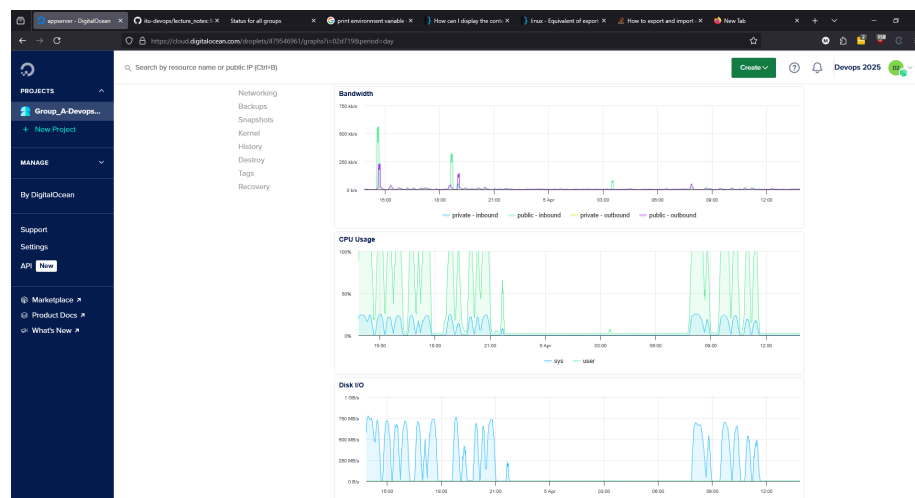 appserver - DigitalOcean
itu-devops/lecture_notes: M
Status for all groups
print environment variable
How can I display the conte
linux - Equivalent of export
How to export and import -
New Tab
https://cloud.digitalocean.com/droplets/479546961/graphs?i=02d719&period=day
Search by resource name or public IP (Ctrl+B)
Create
Devops 2025
PROJECTS
Group_A-Devops...
+ New Project
MANAGE
By DigitalOcean
Support
Settings
API New
Marketplace
Product Docs
What's New
Networking
Backups
Snapshots
Kernel
History
Destroy
Tags
Recovery
Bandwidth
750 kb/s
500 kb/s
250 kb/s
0 b/s
15:00 18:00 21:00 5 Apr 03:00 06:00 09:00 12:00
private - inbound public - inbound private - outbound public - outbound
CPU Usage
100%
50%
0%
15:00 18:00 21:00 5 Apr 03:00 06:00 09:00 12:00
sys user
Disk I/O
1 GB/s
750 MB/s
500 MB/s
250 MB/s
0 B/s
15:00 18:00 21:00 5 Apr 03:00 06:00 09:00 12:00